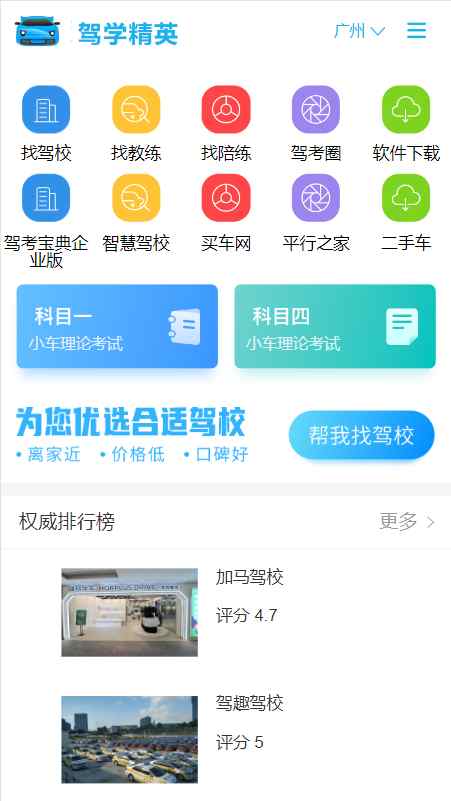 驾学精英
广州
找驾校 找教练 找陪练 驾考圈 软件下载
驾考宝典企业版 智慧驾校 买车网 平行之家 二手车
科目一 科目四
小车理论考试 小车理论考试
为您优选合适驾校
• 离家近 • 价格低 • 口碑好
帮我找驾校
权威排行榜 更多
加马驾校
评分 4.7
驾趣驾校
评分 5